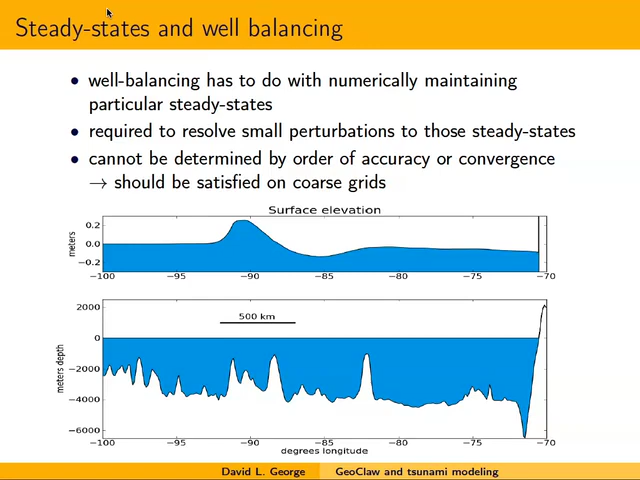 Steady-states and well balancing
• well-balancing has to do with numerically maintaining
particular steady-states
• required to resolve small perturbations to those steady-states
• cannot be determined by order of accuracy or convergence
→ should be satisfied on coarse grids
Surface elevation
meters
0.2
0.0
−0.2
−100 −95 −90 −85 −80 −75 −70
meters depth
2000
0
−2000
−4000
−6000
500 km
−100 −95 −90 −85 −80 −75 −70
degrees longitude
David L. George GeoClaw and tsunami modeling